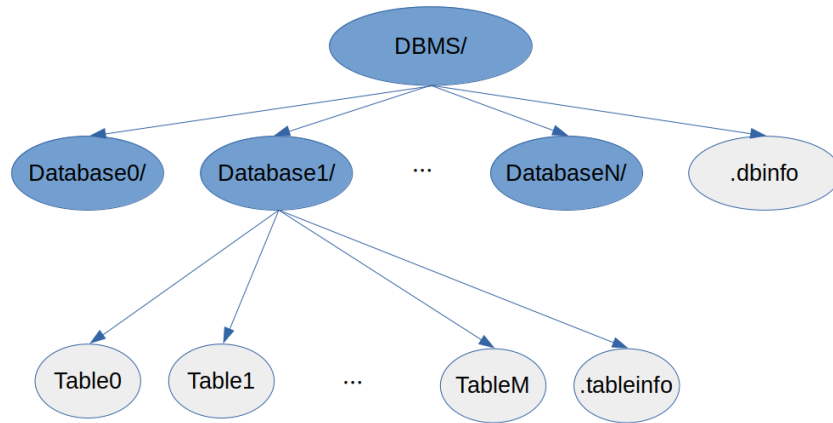 DBMS/
Database0/
Database1/
...
DatabaseN/
.dbinfo
Table0
Table1
...
TableM
.tableinfo